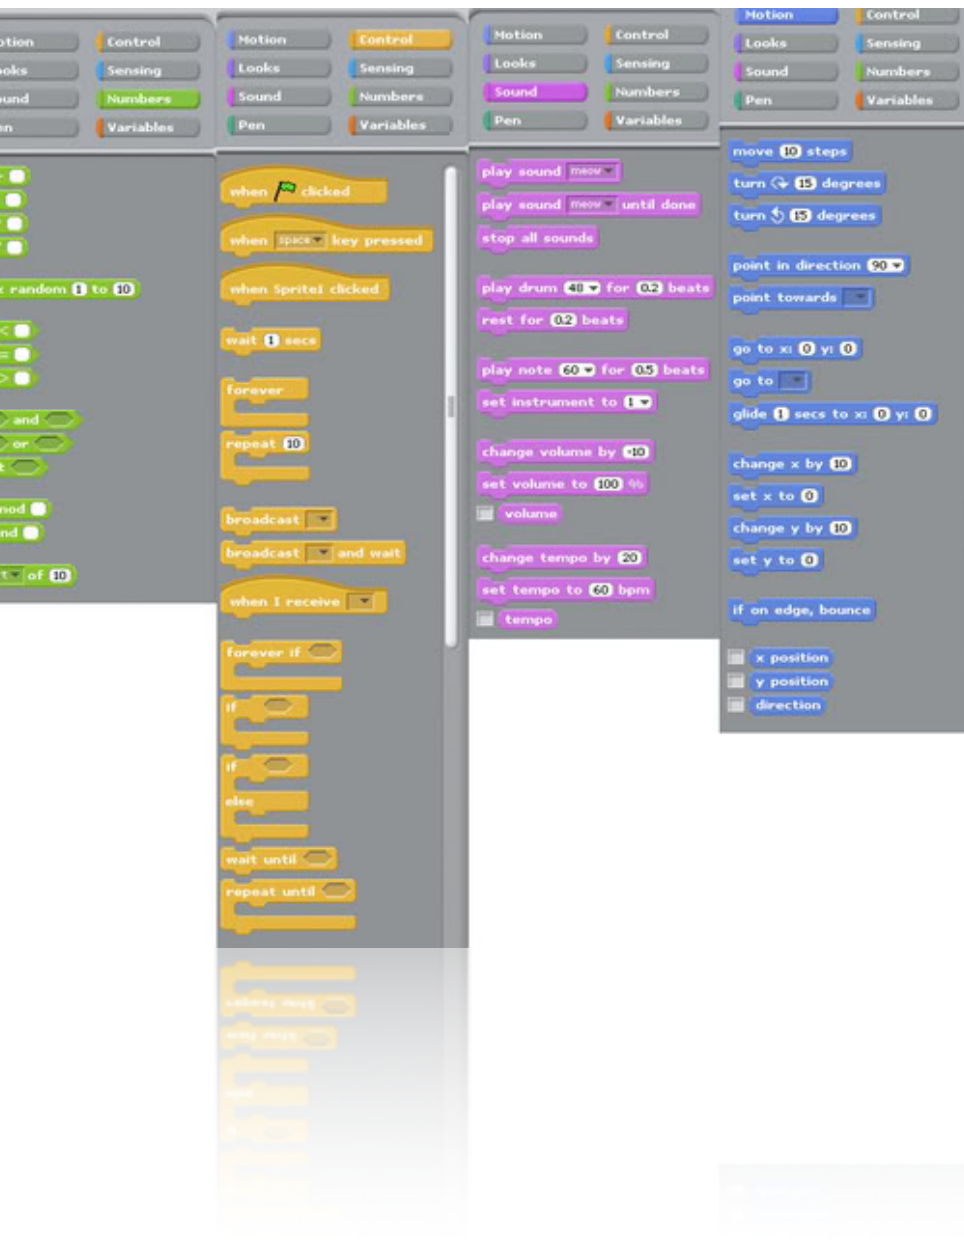 Control
Sensing
Numbers
Variables
random 1 to 10
<
=
>
and
or
of 10
Motion Control
Looks Sensing
Sound Numbers
Pen Variables
when clicked
when space key pressed
when Sprite1 clicked
wait 1 secs
forever
repeat 10
broadcast
broadcast and wait
when I receive
forever if
if
if
else
wait until
repeat until
Motion Control
Looks Sensing
Sound Numbers
Pen Variables
play sound meow
play sound meow until done
stop all sounds
play drum 48 for 0.2 beats
rest for 0.2 beats
play note 60 for 0.5 beats
set instrument to 1
change volume by -10
set volume to 100 %
volume
change tempo by 20
set tempo to 60 bpm
tempo
Motion Control
Looks Sensing
Sound Numbers
Pen Variables
move 10 steps
turn 15 degrees
turn 15 degrees
point in direction 90
point towards
go to x: 0 y: 0
go to
glide 1 secs to x: 0 y: 0
change x by 10
set x to 0
change y by 10
set y to 0
if on edge, bounce
x position
y position
direction